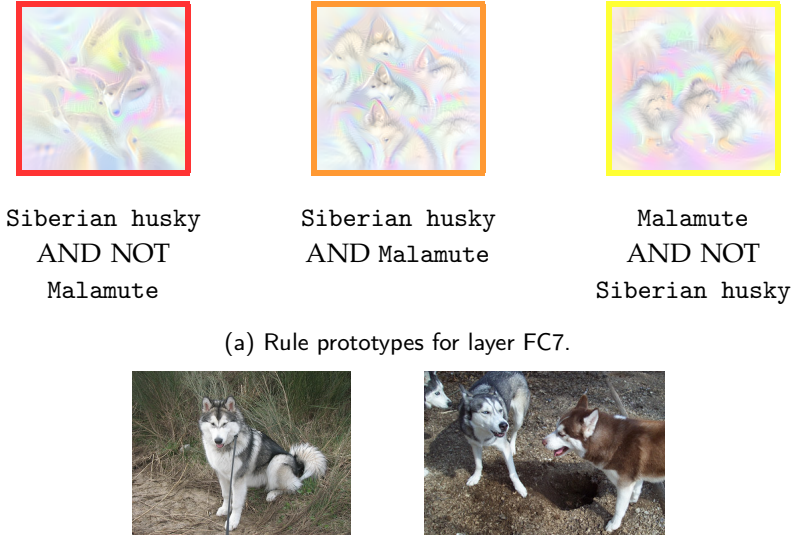 Siberian husky
AND NOT
Malamute
Siberian husky
AND Malamute
Malamute
AND NOT
Siberian husky
(a) Rule prototypes for layer FC7.